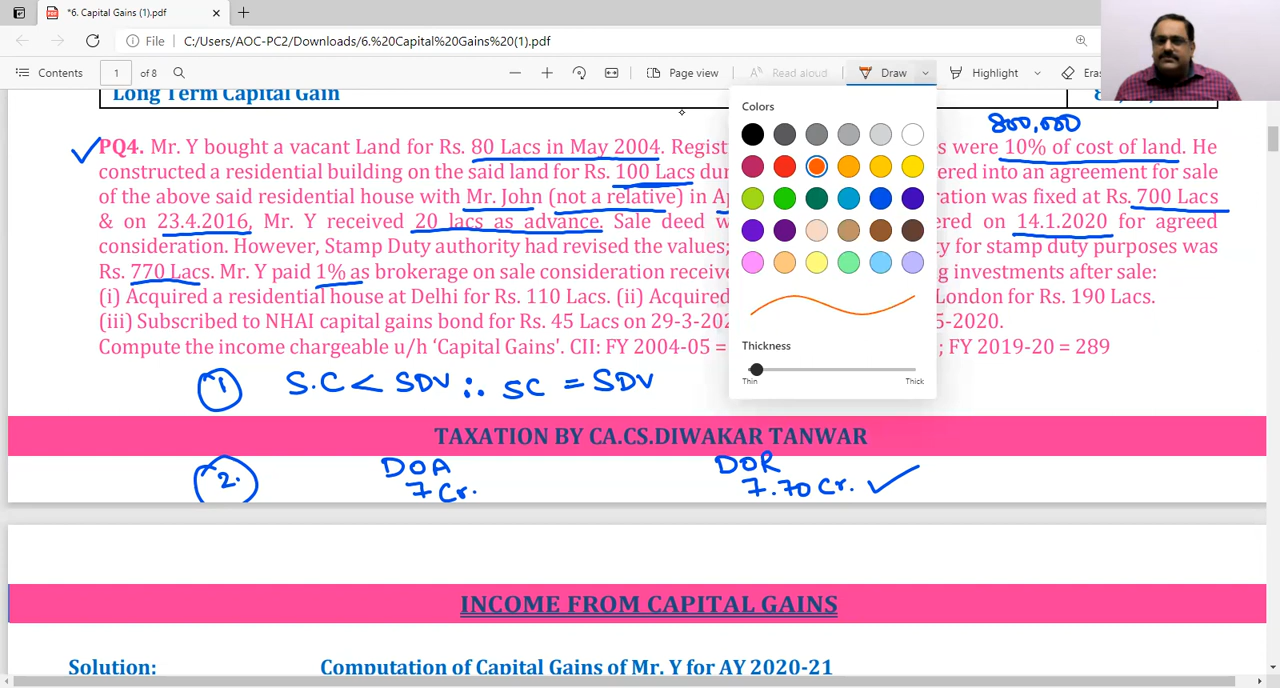 *6. Capital Gains (1).pdf
File C:/Users/AOC-PC2/Downloads/6.%20Capital%20Gains%20(1).pdf
Contents 1 of 8 Page view Read aloud Draw Highlight
Long Term Capital Gain
Colors
800,000
PQ4. Mr. Y bought a vacant Land for Rs. 80 Lacs in May 2004. Regist s were 10% of cost of land. He
constructed a residential building on the said land for Rs. 100 Lacs dur ered into an agreement for sale
of the above said residential house with Mr. John (not a relative) in A ration was fixed at Rs. 700 Lacs
& on 23.4.2016, Mr. Y received 20 lacs as advance. Sale deed w ered on 14.1.2020 for agreed
consideration. However, Stamp Duty authority had revised the values; ty for stamp duty purposes was
Rs. 770 Lacs. Mr. Y paid 1% as brokerage on sale consideration receive g investments after sale:
(i) Acquired a residential house at Delhi for Rs. 110 Lacs. (ii) Acquired London for Rs. 190 Lacs.
(iii) Subscribed to NHAI capital gains bond for Rs. 45 Lacs on 29-3-202 5-2020.
Compute the income chargeable u/h ‘Capital Gains’. CII: FY 2004-05 = ; FY 2019-20 = 289
Thickness
Thin Thick
1 S.C < SDV ∴ SC = SDV
TAXATION BY CA.CS.DIWAKAR TANWAR
2. DOA DOR
7 Cr. 7.70 Cr.
INCOME FROM CAPITAL GAINS
Solution: Computation of Capital Gains of Mr. Y for AY 2020-21